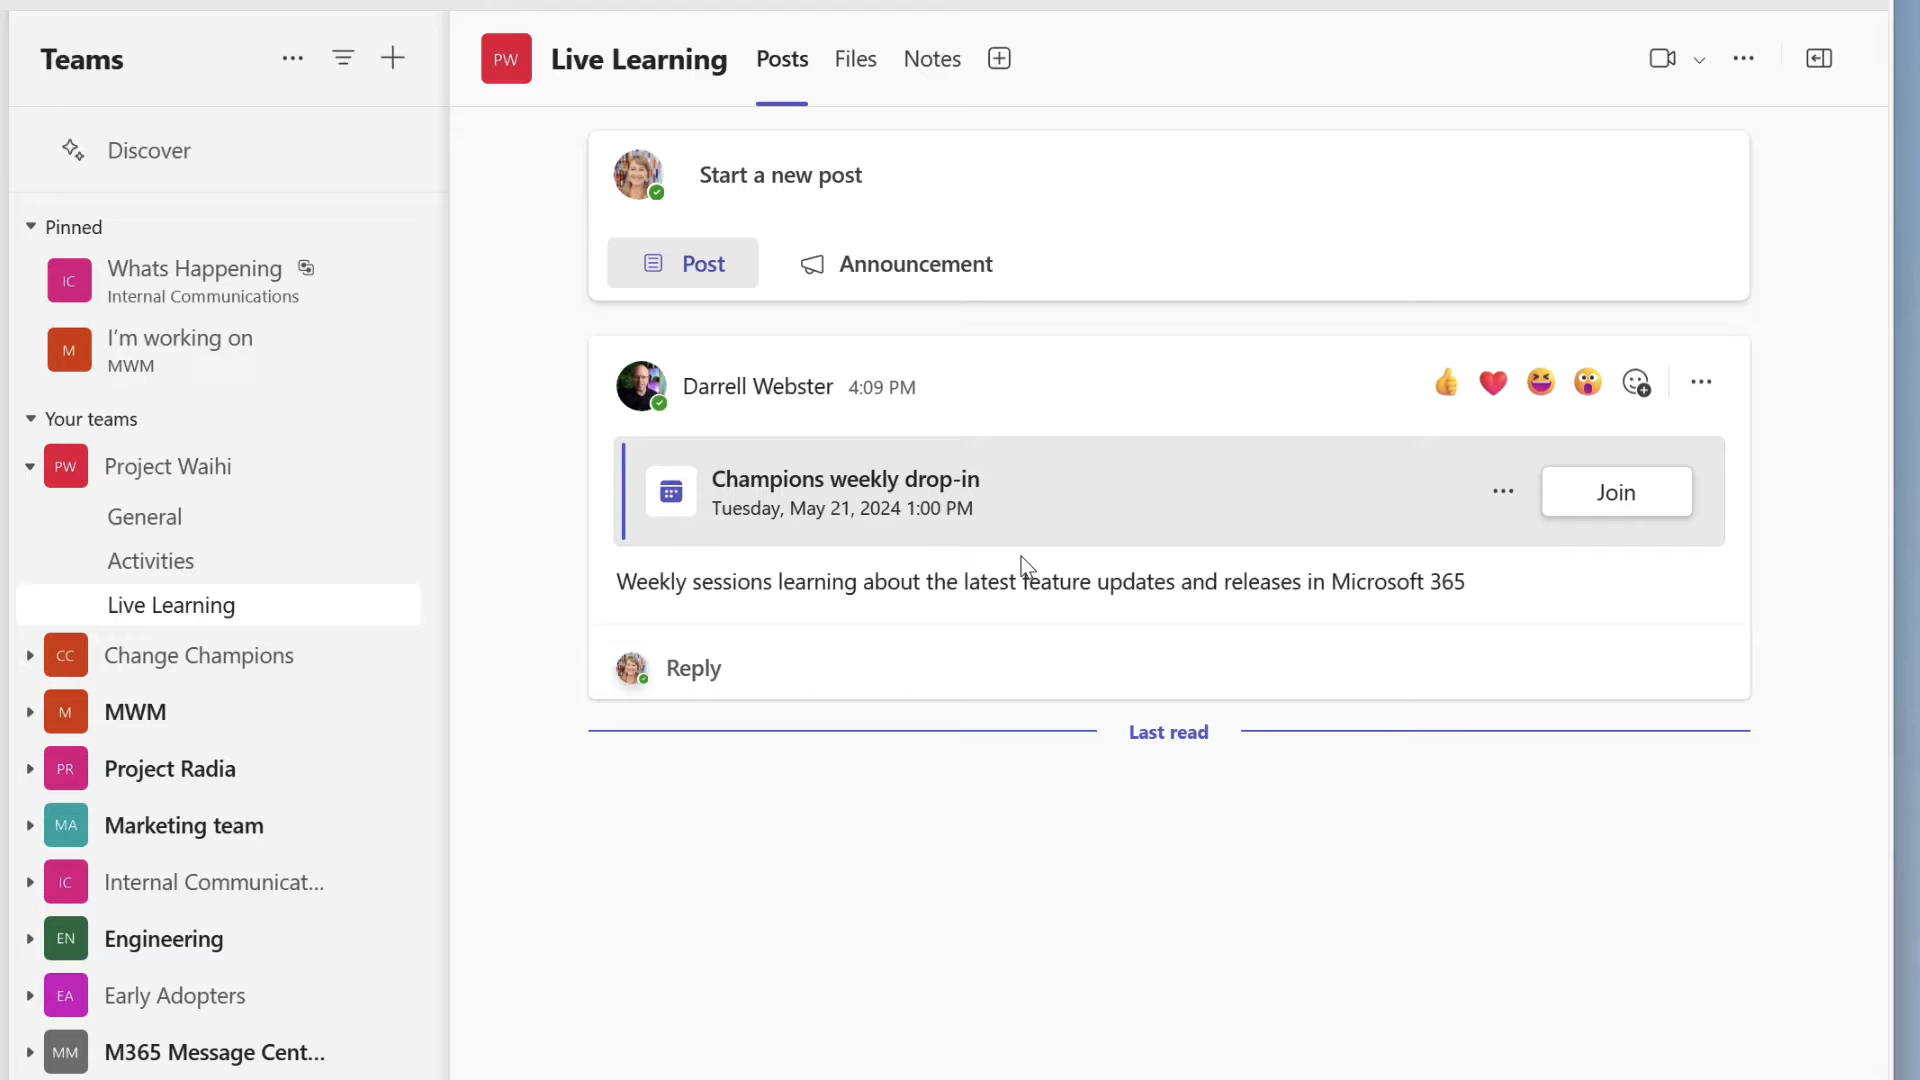 Teams
Discover
Pinned
IC
Whats Happening
Internal Communications
M
I’m working on
MWM
Your teams
PW
Project Waihi
General
Activities
Live Learning
CC
Change Champions
M
MWM
PR
Project Radia
MA
Marketing team
IC
Internal Communicat...
EN
Engineering
EA
Early Adopters
MM
M365 Message Cent...
PW
Live Learning
Posts
Files
Notes
Start a new post
Post
Announcement
Darrell Webster 4:09 PM
Champions weekly drop-in
Tuesday, May 21, 2024 1:00 PM
Join
Weekly sessions learning about the latest feature updates and releases in Microsoft 365
Reply
Last read